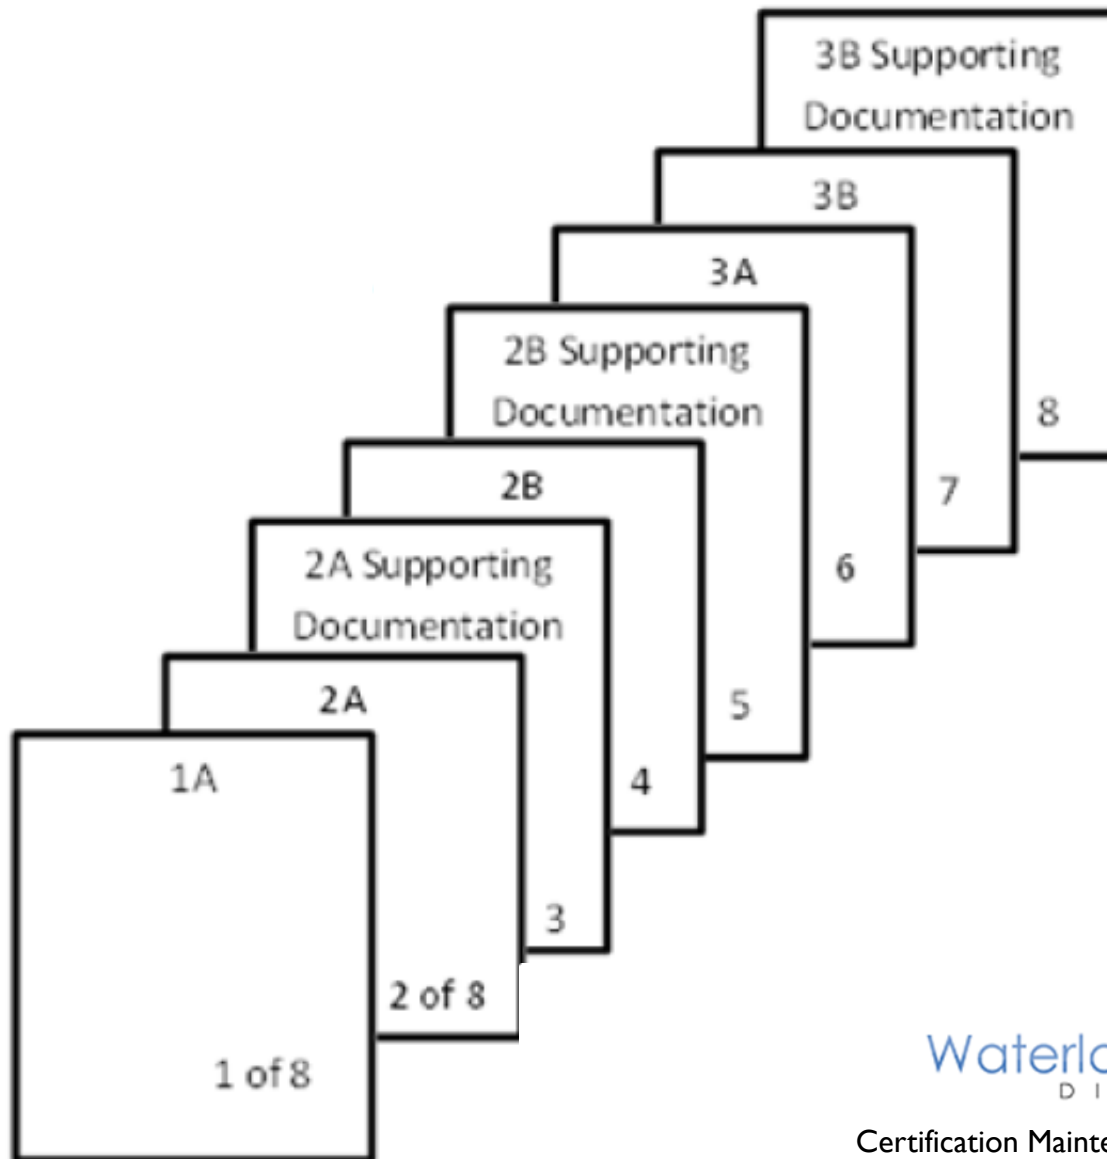 3B Supporting
Documentation
3B
3A
2B Supporting
Documentation
8
2B
7
2A Supporting
6
Documentation
2A
5
1A
4
3
2 of 8
1 of 8
D I
Certification